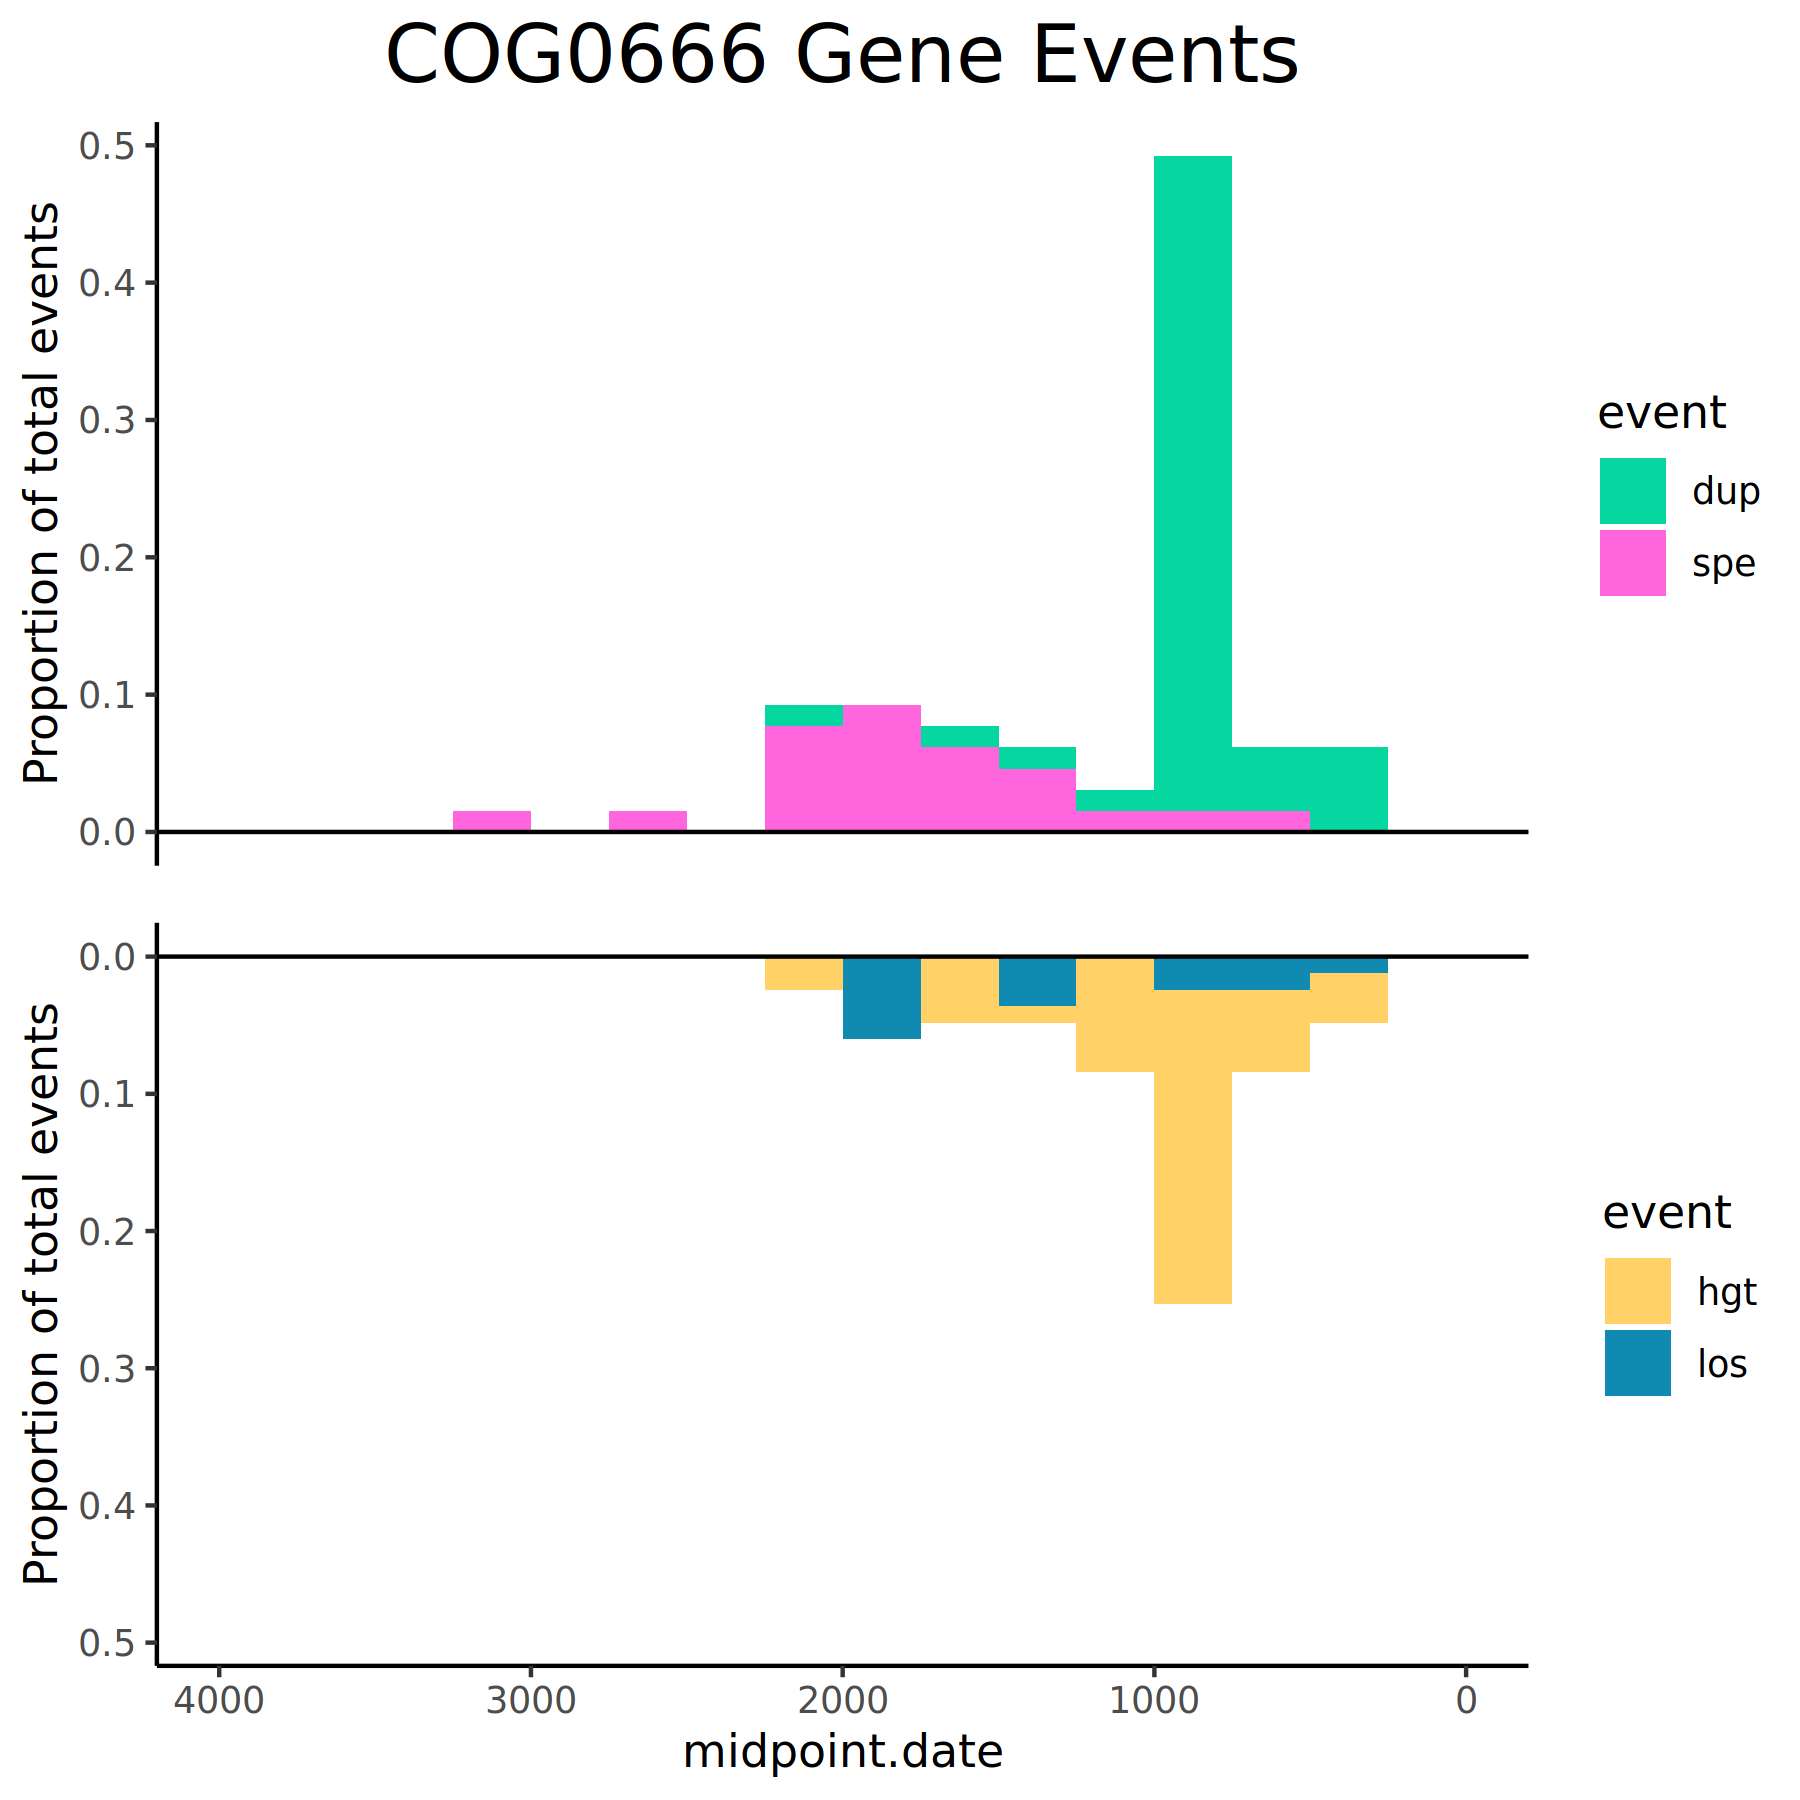 COG0666 Gene Events
Proportion of total events
0.5
0.4
0.3
0.2
0.1
0.0
event
dup
spe
Proportion of total events
0.0
0.1
0.2
0.3
0.4
0.5
event
hgt
los
4000 3000 2000 1000 0
midpoint.date